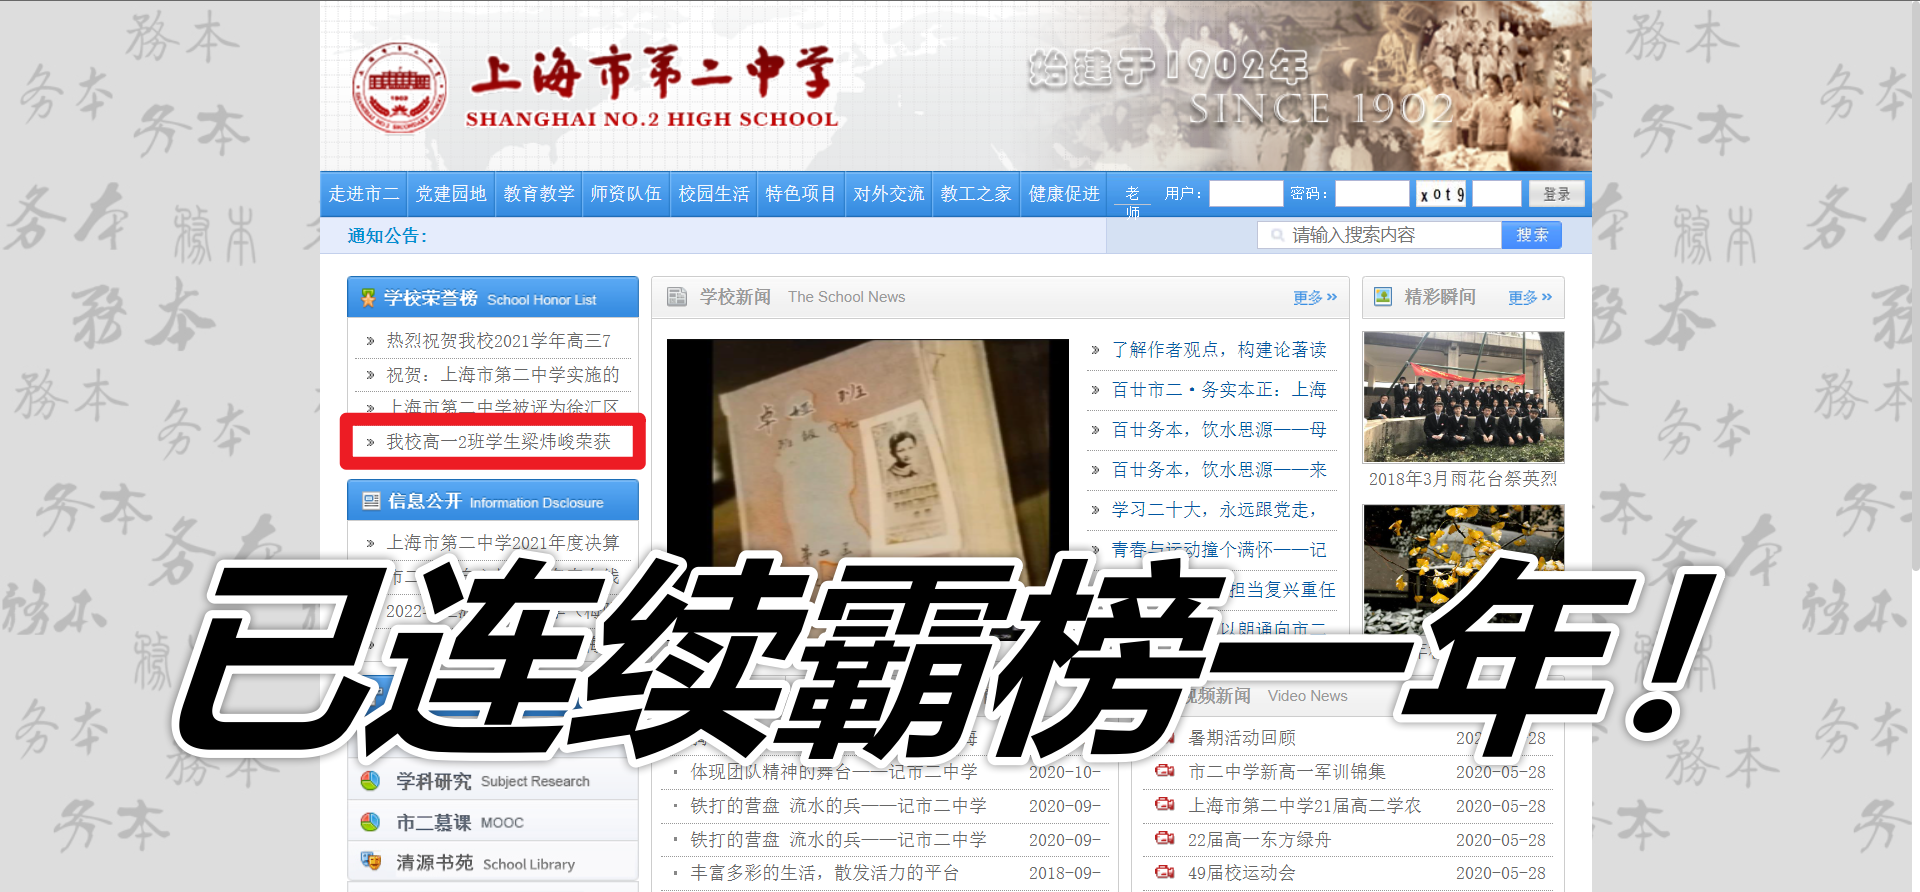 上海市第二中学
SHANGHAI NO.2 HIGH SCHOOL
始建于1902年
SINCE 1902
走进市二 党建园地 教育教学 师资队伍 校园生活 特色项目 对外交流 教工之家 健康促进 老师 用户： 密码： xot9 登录
通知公告：
请输入搜索内容 搜索
学校荣誉榜 School Honor List
热烈祝贺我校2021学年高三7
祝贺：上海市第二中学实施的
上海市第二中学被评为徐汇区
我校高一2班学生梁炜峻荣获
信息公开 Information Dsclosure
上海市第二中学2021年度决算
学校新闻 The School News 更多 »
了解作者观点，构建论著读
百廿市二·务实本正：上海
百廿务本，饮水思源——母
百廿务本，饮水思源——来
学习二十大，永远跟党走，
青春与运动撞个满怀——记
担当复兴重任
以朗诵向市二
精彩瞬间 更多 »
2018年3月雨花台祭英烈
已连续霸榜一年！
学科研究 Subject Research
市二慕课 MOOC
清源书苑 School Library
体现团队精神的舞台——记市二中学 2020-10-
铁打的营盘 流水的兵——记市二中学 2020-09-
铁打的营盘 流水的兵——记市二中学 2020-09-
丰富多彩的生活，散发活力的平台 2018-09-
视频新闻 Video News
暑期活动回顾
市二中学新高一军训锦集 2020-05-28
上海市第二中学21届高二学农 2020-05-28
22届高一东方绿舟 2020-05-28
49届校运动会 2020-05-28
務本
务本